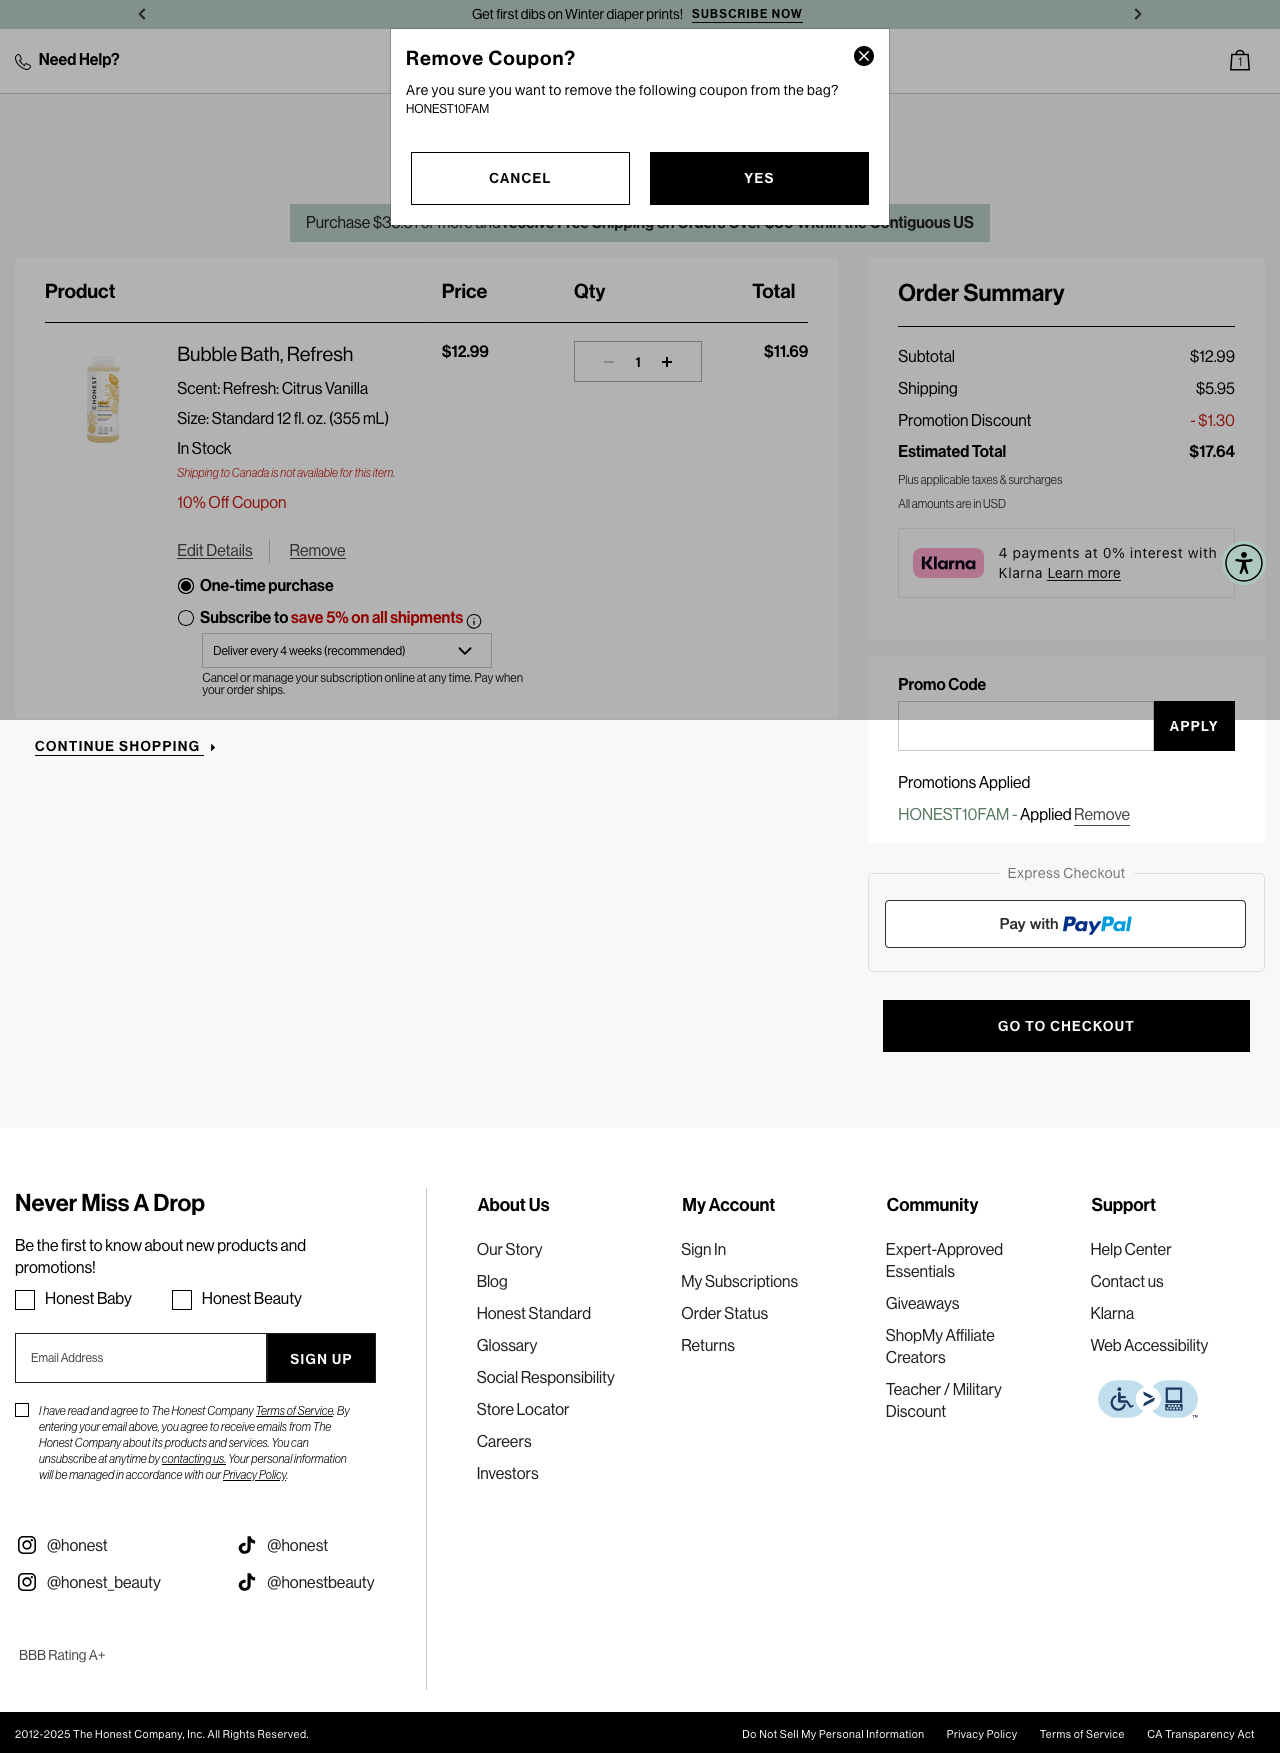 Get first dibs on Winter diaper prints! SUBSCRIBE NOW
Need Help?
1
Remove Coupon?
Are you sure you want to remove the following coupon from the bag?
HONEST10FAM
CANCEL
YES
Purchase
Contiguous US
Product
Price
Qty
Total
HONEST
Bubble Bath, Refresh
$12.99
1
$11.69
Scent: Refresh: Citrus Vanilla
Size: Standard 12 fl. oz. (355 mL)
In Stock
Shipping to Canada is not available for this item.
10% Off Coupon
Edit Details
Remove
One-time purchase
Subscribe to save 5% on all shipments
Deliver every 4 weeks (recommended)
Cancel or manage your subscription online at any time. Pay when
your order ships.
CONTINUE SHOPPING
Order Summary
Subtotal $12.99
Shipping $5.95
Promotion Discount - $1.30
Estimated Total $17.64
Plus applicable taxes & surcharges
All amounts are in USD
Klarna
4 payments at 0% interest with
Klarna Learn more
Promo Code
APPLY
Promotions Applied
HONEST10FAM - Applied Remove
Express Checkout
Pay with PayPal
GO TO CHECKOUT
Never Miss A Drop
Be the first to know about new products and
promotions!
Honest Baby
Honest Beauty
Email Address
SIGN UP
I have read and agree to The Honest Company Terms of Service. By
entering your email above, you agree to receive emails from The
Honest Company about its products and services. You can
unsubscribe at anytime by contacting us. Your personal information
will be managed in accordance with our Privacy Policy.
@honest
@honest
@honest_beauty
@honestbeauty
BBB Rating A+
About Us
Our Story
Blog
Honest Standard
Glossary
Social Responsibility
Store Locator
Careers
Investors
My Account
Sign In
My Subscriptions
Order Status
Returns
Community
Expert-Approved
Essentials
Giveaways
ShopMy Affiliate
Creators
Teacher / Military
Discount
Support
Help Center
Contact us
Klarna
Web Accessibility
2012-2025 The Honest Company, Inc. All Rights Reserved.
Do Not Sell My Personal Information
Privacy Policy
Terms of Service
CA Transparency Act